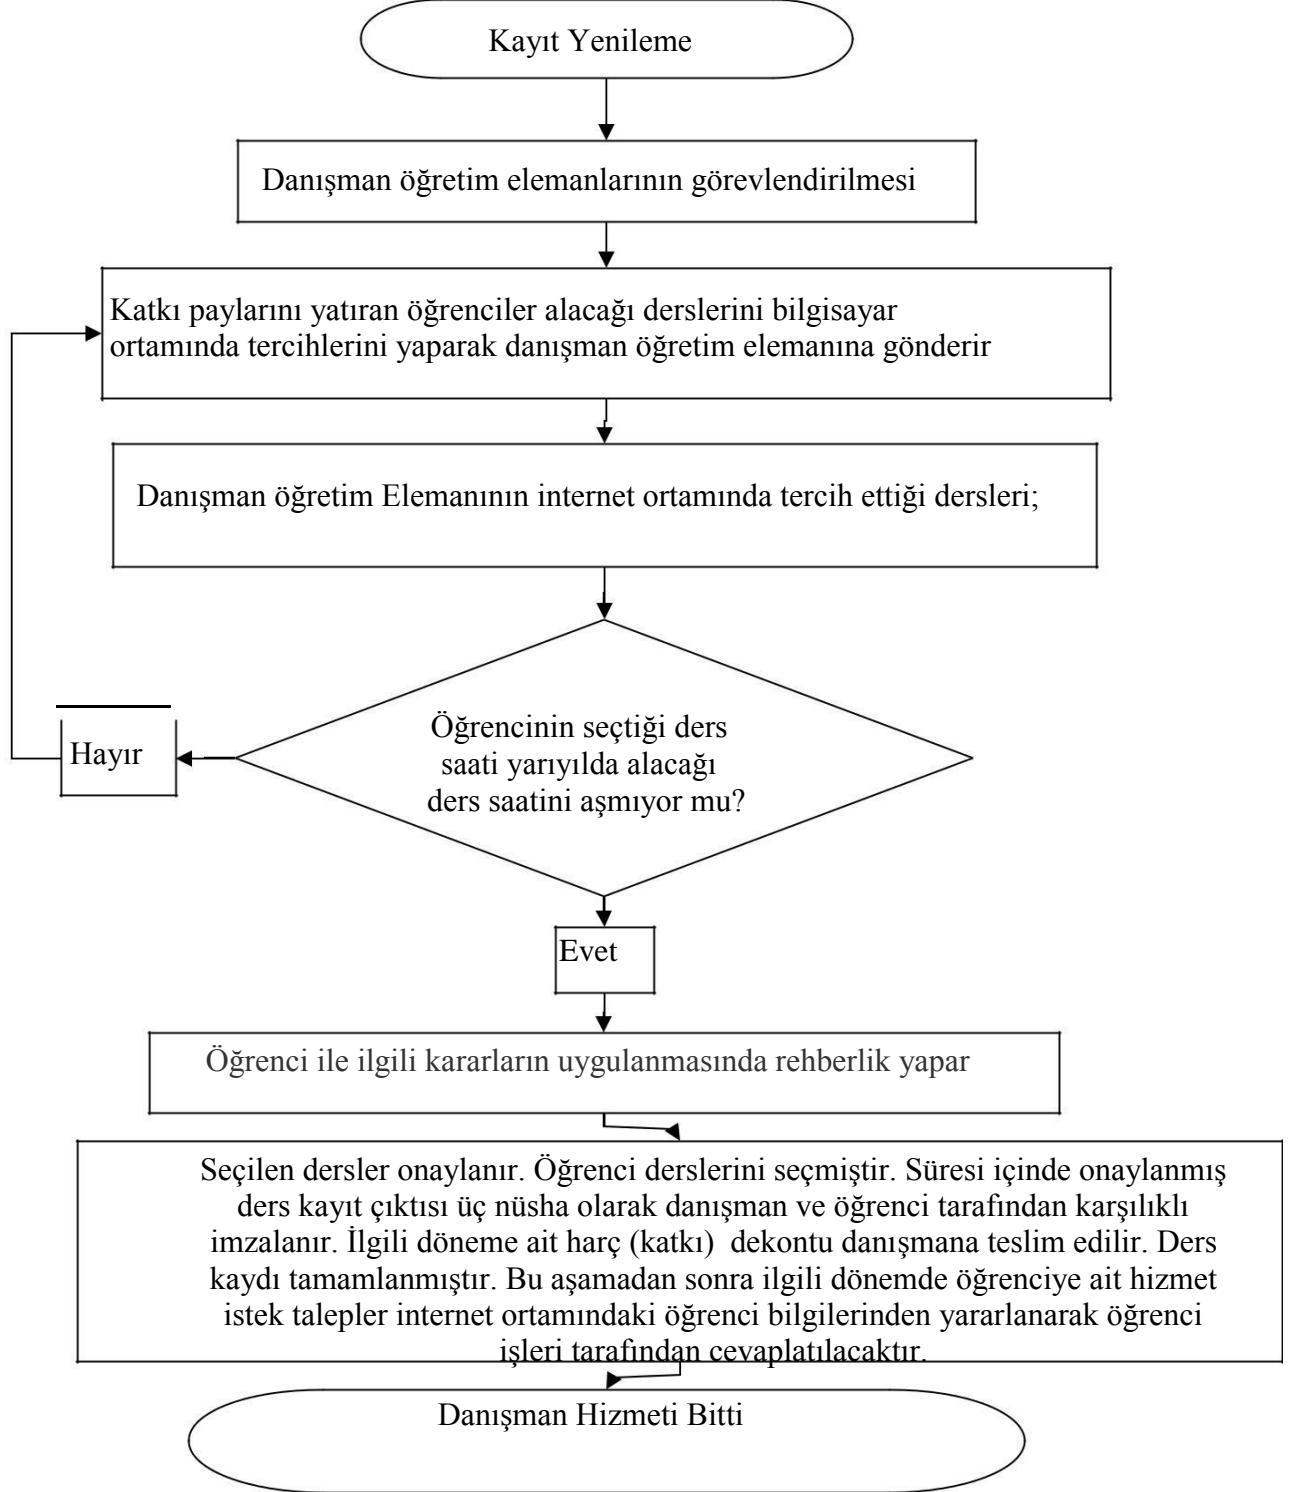 Kayıt Yenileme
Danışman öğretim elemanlarının görevlendirilmesi
Katkı paylarını yatıran öğrenciler alacağı derslerini bilgisayar
ortamında tercihlerini yaparak danışman öğretim elemanına gönderir
Danışman öğretim Elemanının internet ortamında tercih ettiği dersleri;
Öğrencinin seçtiği ders
saati yarıyılda alacağı
ders saatini aşmıyor mu?
Hayır
Evet
Öğrenci ile ilgili kararların uygulanmasında rehberlik yapar
Seçilen dersler onaylanır. Öğrenci derslerini seçmiştir. Süresi içinde onaylanmış
ders kayıt çıktısı üç nüsha olarak danışman ve öğrenci tarafından karşılıklı
imzalanır. İlgili döneme ait harç (katkı)  dekontu danışmana teslim edilir. Ders
kaydı tamamlanmıştır. Bu aşamadan sonra ilgili dönemde öğrenciye ait hizmet
istek talepler internet ortamındaki öğrenci bilgilerinden yararlanarak öğrenci
işleri tarafından cevaplatılacaktır.
Danışman Hizmeti Bitti